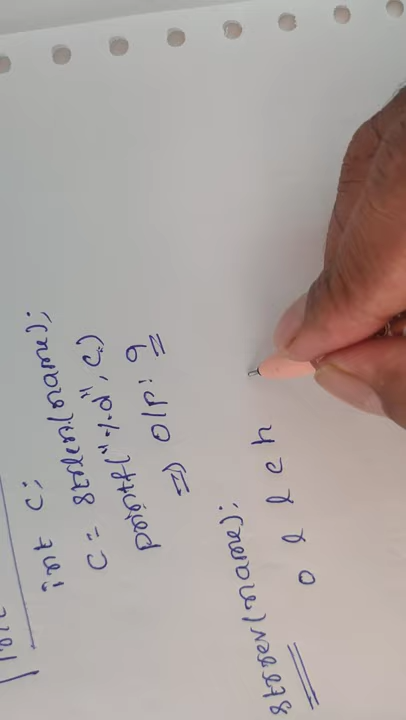 int c;
c = strlen(name);
printf("%d", c)
=> O/P: 9
strrev(name):
o l l e h